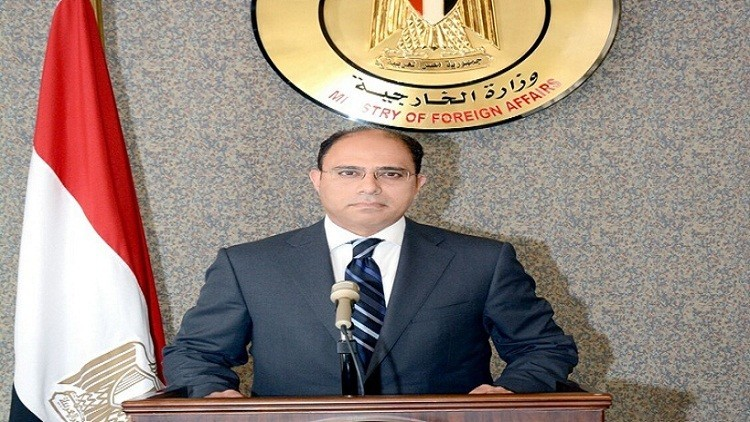 جمهورية مصر العربية
وزارة الخارجية
MINISTRY OF FOREIGN AFFAIRS